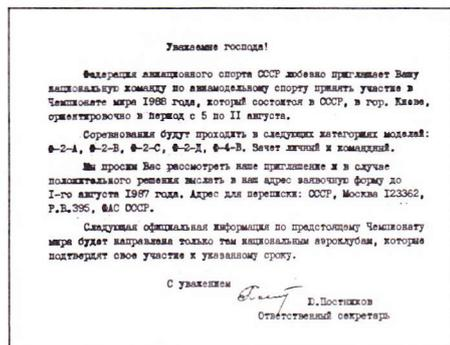 Уважаемые господа!
Федерация авиационного спорта СССР любезно приглашает Вашу
национальную команду по авиамодельному спорту принять участие в
Чемпионате мира 1988 года, который состоится в СССР, в гор. Киеве,
ориентировочно в период с 5 по II августа.
Соревнования будут проходить в следующих категориях моделей:
Ф-2-А, Ф-2-В, Ф-2-С, Ф-2-Д, Ф-4-В. Зачет личный и командный.
Мы просим Вас рассмотреть наше приглашение и в случае
положительного решения выслать в наш адрес заявочную форму до
I-го августа 1987 года. Адрес для переписки: СССР, Москва 123362,
Р.В.395, ФАС СССР.
Следующая официальная информация по предстоящему Чемпионату
мира будет направлена только тем национальным аэроклубам, которые
подтвердят свое участие к указанному сроку.
С уважением
Ю.Постников
Ответственный секретарь